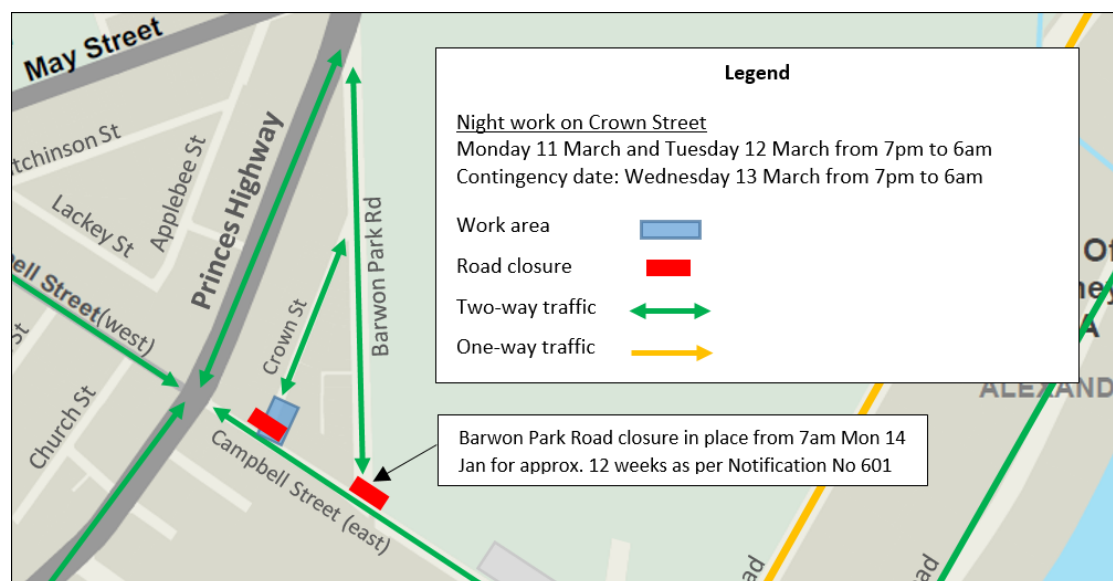 May Street
Princes Highway
tchinson St
Applebee St
Lackey St
bell Street(west)
St
Church St
Crown St
Barwon Park Rd
Campbell Street (east)
Legend
Night work on Crown Street
Monday 11 March and Tuesday 12 March from 7pm to 6am
Contingency date: Wednesday 13 March from 7pm to 6am
Work area
Road closure
Two-way traffic
One-way traffic
Barwon Park Road closure in place from 7am Mon 14
Jan for approx. 12 weeks as per Notification No 601
Of
ney
A
ALEXAND
oad
oad